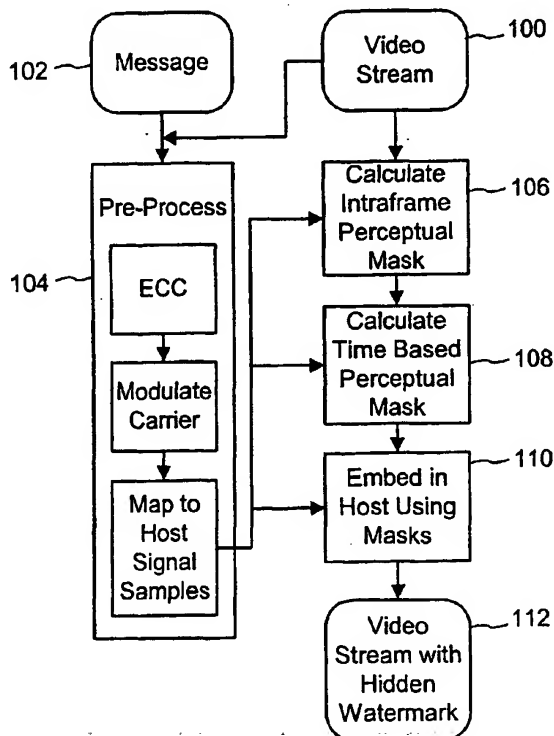 102
Message
Video
Stream
100
Pre-Process
104
ECC
Modulate
Carrier
Map to
Host
Signal
Samples
Calculate
Intraframe
Perceptual
Mask
106
Calculate
Time Based
Perceptual
Mask
108
Embed in
Host Using
Masks
110
Video
Stream with
Hidden
Watermark
112